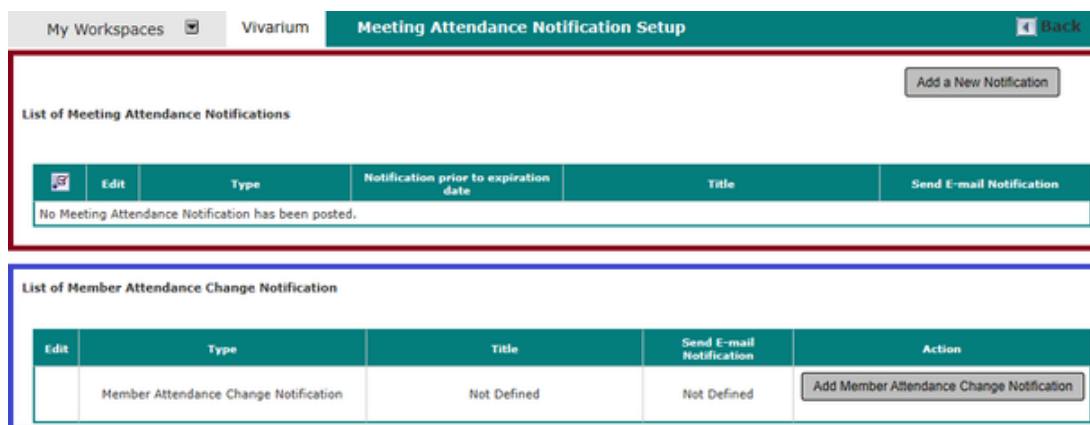 My Workspaces Vivarium Meeting Attendance Notification Setup Back
Add a New Notification
List of Meeting Attendance Notifications
Edit Type Notification prior to expiration date Title Send E-mail Notification
No Meeting Attendance Notification has been posted.
List of Member Attendance Change Notification
Edit Type Title Send E-mail Notification Action
Member Attendance Change Notification Not Defined Not Defined Add Member Attendance Change Notification